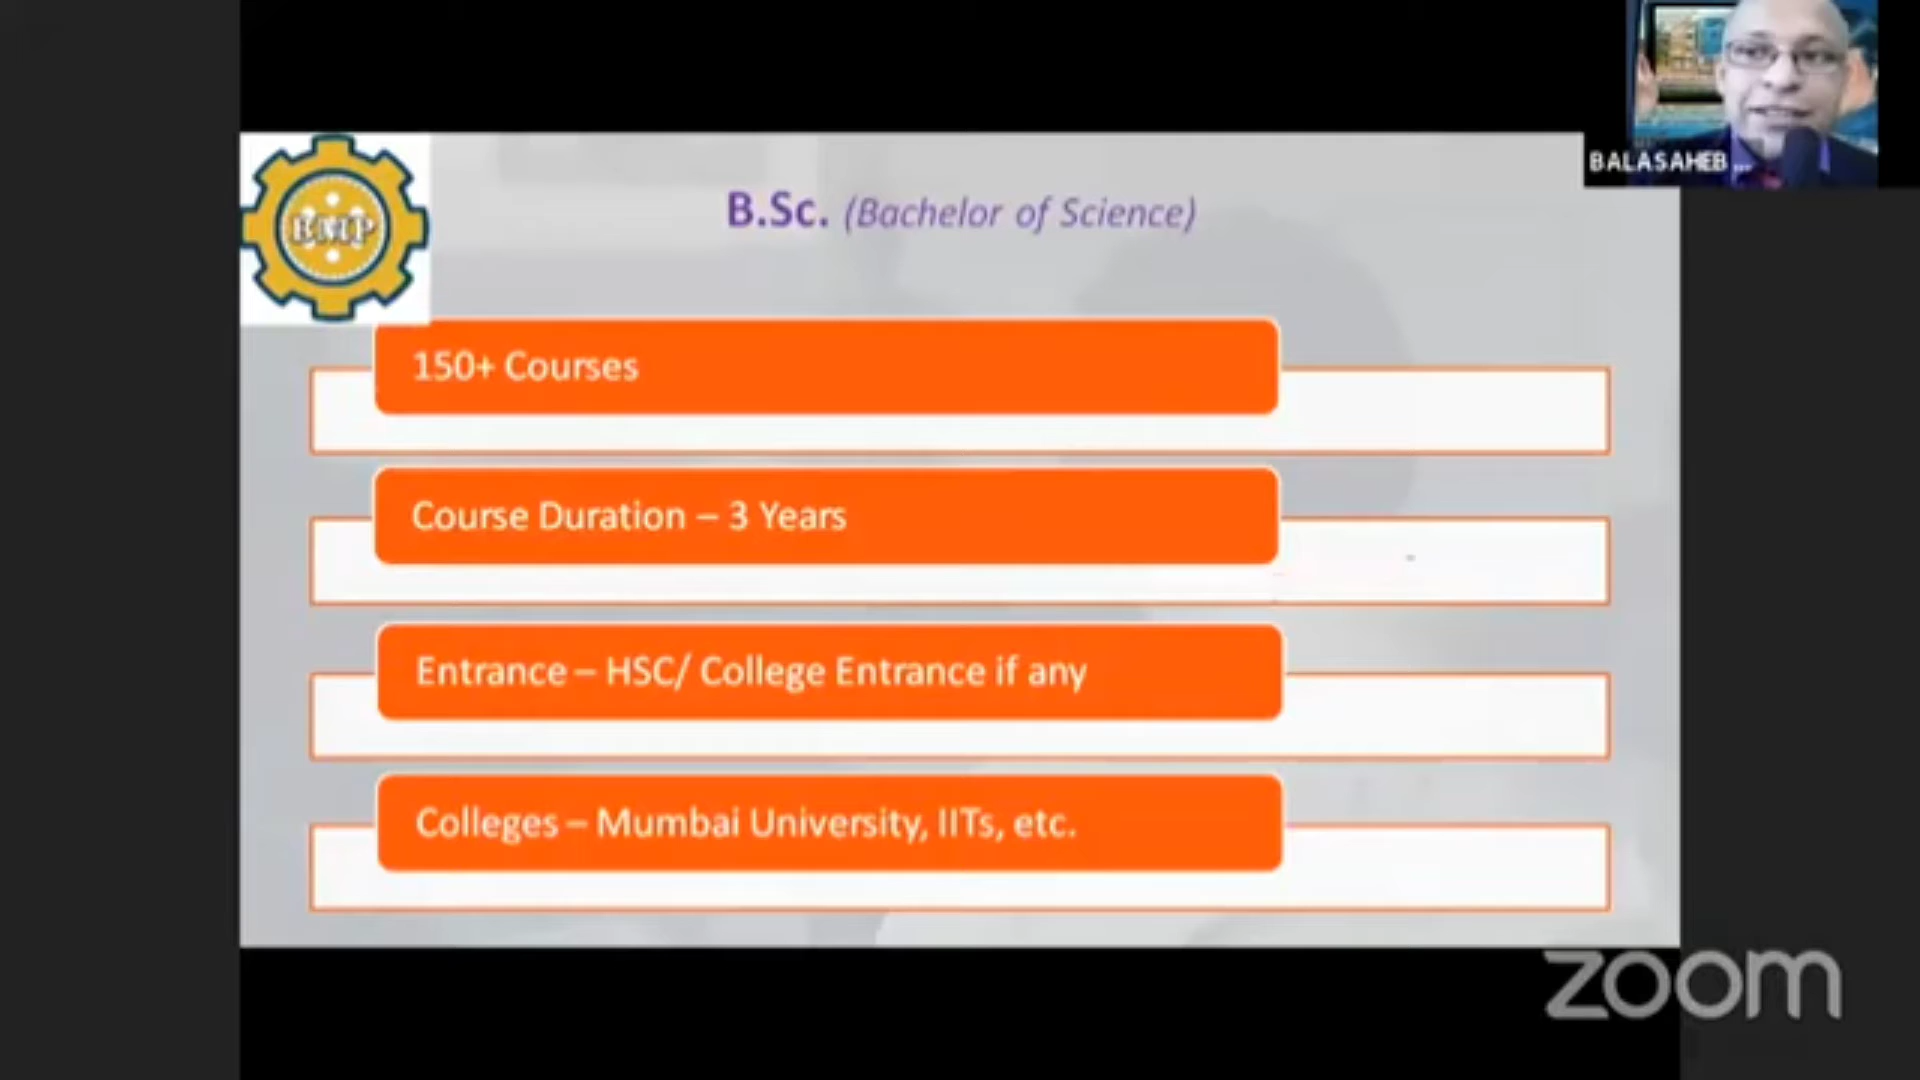 BALASAHEB ...
BMP
B.Sc. (Bachelor of Science)
150+ Courses
Course Duration – 3 Years
Entrance – HSC/ College Entrance if any
Colleges – Mumbai University, IITs, etc.
zoom